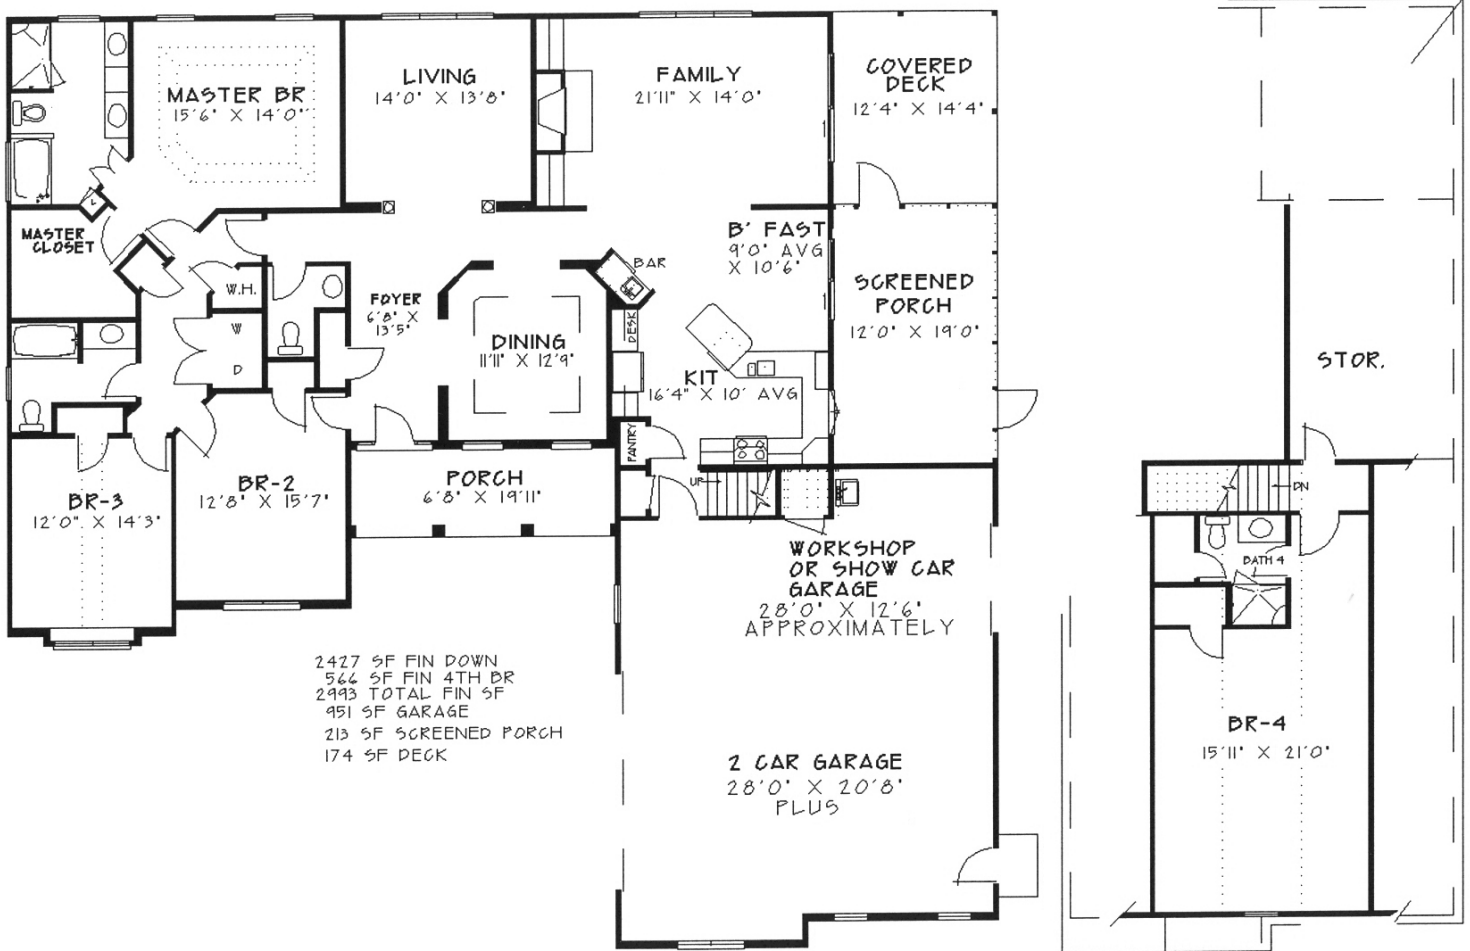 MASTER BR
15'6" X 14'0"
LIVING
14'0" X 13'8"
FAMILY
21'11" X 14'0"
COVERED
DECK
12'4" X 14'4"
MASTER
CLOSET
B' FAST
9'0" AVG
X 10'6"
BAR
SCREENED
PORCH
12'0" X 19'0"
W.H.
FOYER
6'8" X
13'5"
W
D
DINING
11'11" X 12'9"
DESK
KIT
16'4" X 10' AVG
PANTRY
STOR.
BR-3
12'0". X 14'3"
BR-2
12'8" X 15'7"
PORCH
6'8" X 19'11"
UP
DN
WORKSHOP
OR SHOW CAR
GARAGE
28'0" X 12'6"
APPROXIMATELY
BATH 4
2427 SF FIN DOWN
566 SF FIN 4TH BR
2993 TOTAL FIN SF
951 SF GARAGE
213 SF SCREENED PORCH
174 SF DECK
2 CAR GARAGE
28'0" X 20'8"
PLUS
BR-4
15'11" X 21'0"